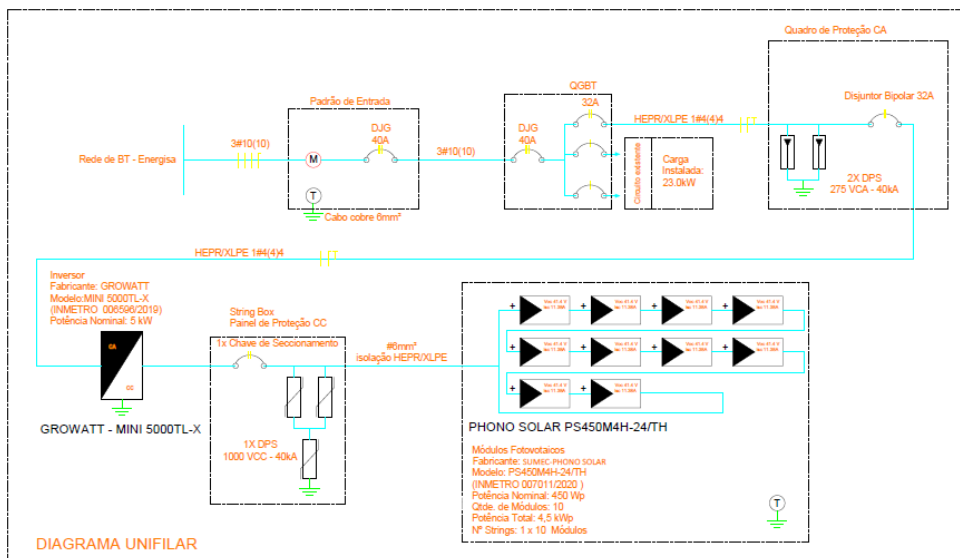 Quadro de Proteção CA
QGBT
32A
Disjuntor Bipolar 32A
Padrão de Entrada
HEPR/XLPE 1#4(4)4
DJG
40A
DJG
40A
3#10(10)
3#10(10)
Rede de BT - Energisa
M
Circuito existente
Carga
Instalada:
23.0kW
2X DPS
275 VCA - 40kA
T
Cabo cobre 6mm²
HEPR/XLPE 1#4(4)4
Inversor
Fabricante: GROWATT
Modelo:MINI 5000TL-X
(INMETRO 006596/2019)
Potência Nominal: 5 kW
CA
CC
GROWATT - MINI 5000TL-X
String Box
Painel de Proteção CC
1x Chave de Seccionamento
#6mm²
isolação HEPR/XLPE
1X DPS
1000 VCC - 40kA
+ + + +
+ + + +
+ +
PHONO SOLAR PS450M4H-24/TH
Módulos Fotovotaicos
Fabricante: SUMEC-PHONO SOLAR
Modelo: PS450M4H-24/TH
(INMETRO 007011/2020 )
Potência Nominal: 450 Wp
Qtde. de Módulos: 10
Potência Total: 4,5 kWp
Nº Strings: 1 x 10 Módulos
T
DIAGRAMA UNIFILAR